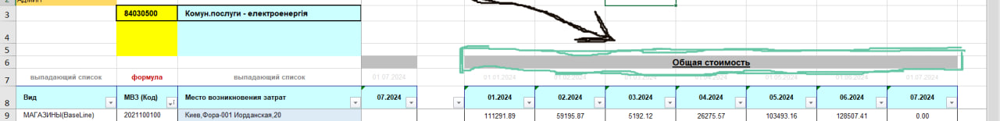 АДМИН
3 84030500 Комун.послуги - електроенергія
4
5
6 Общая стоимость
7 выпадающий список формула выпадающий список 01.07.2024 01.01.2024 01.02.2024 01.03.2024 01.04.2024 01.05.2024 01.06.2024 01.07.2024
8 Вид МВЗ (Код) Место возникновения затрат 07.2024 01.2024 02.2024 03.2024 04.2024 05.2024 06.2024 07.2024
9 МАГАЗИНЫ(BaseLine) 2021100100 Киев,Фора-001 Иорданская,20 111291.89 59195.87 5192.12 26275.57 103493.16 128507.41 0.00